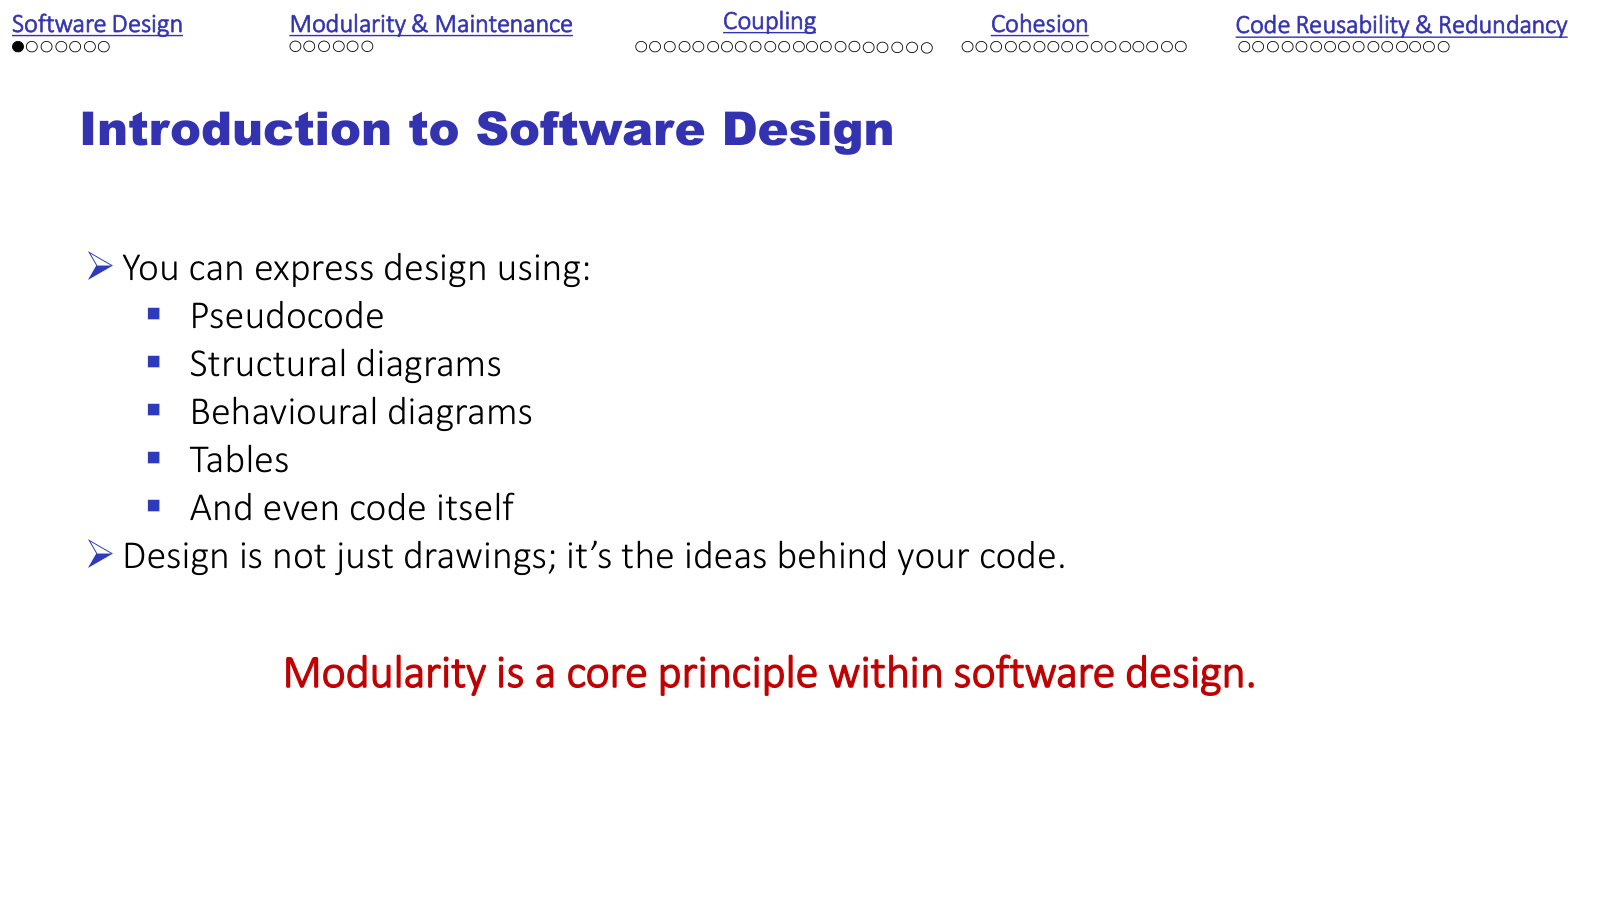 Software Design
Modularity & Maintenance
Coupling
Cohesion
Code Reusability & Redundancy
Introduction to Software Design
You can express design using:
Pseudocode
Structural diagrams
Behavioural diagrams
Tables
And even code itself
Design is not just drawings; it’s the ideas behind your code.
Modularity is a core principle within software design.